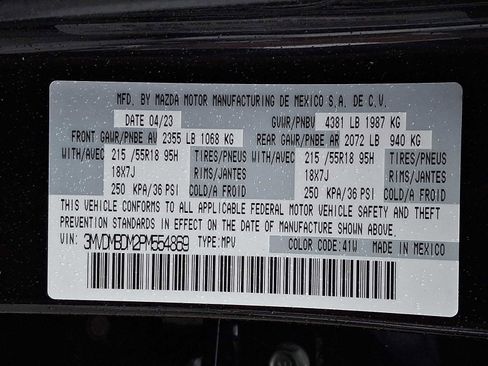 MFD. BY MAZDA MOTOR MANUFACTURING DE MEXICO S.A. DE C.V.
DATE 04/23 GVWR/PNBV 4381 LB 1987 KG
FRONT GAWR/PNBE AV 2355 LB 1068 KG REAR GAWR/PNBE AR 2072 LB 940 KG
WITH/AVEC 215 /55R18 95H TIRES/PNEUS WITH/AVEC 215 /55R18 95H TIRES/PNEUS
18X7J RIMS/JANTES 18X7J RIMS/JANTES
250 KPA/36 PSI COLD/A FROID 250 KPA/36 PSI COLD/A FROID
THIS VEHICLE CONFORMS TO ALL APPLICABLE FEDERAL MOTOR VEHICLE SAFETY AND THEFT
PREVENTION STANDARDS IN EFFECT ON THE DATE OF MANUFACTURE SHOWN ABOVE.
VIN: 3MVDMBDM2PM554869 TYPE: MPV COLOR CODE: 41W MADE IN MEXICO